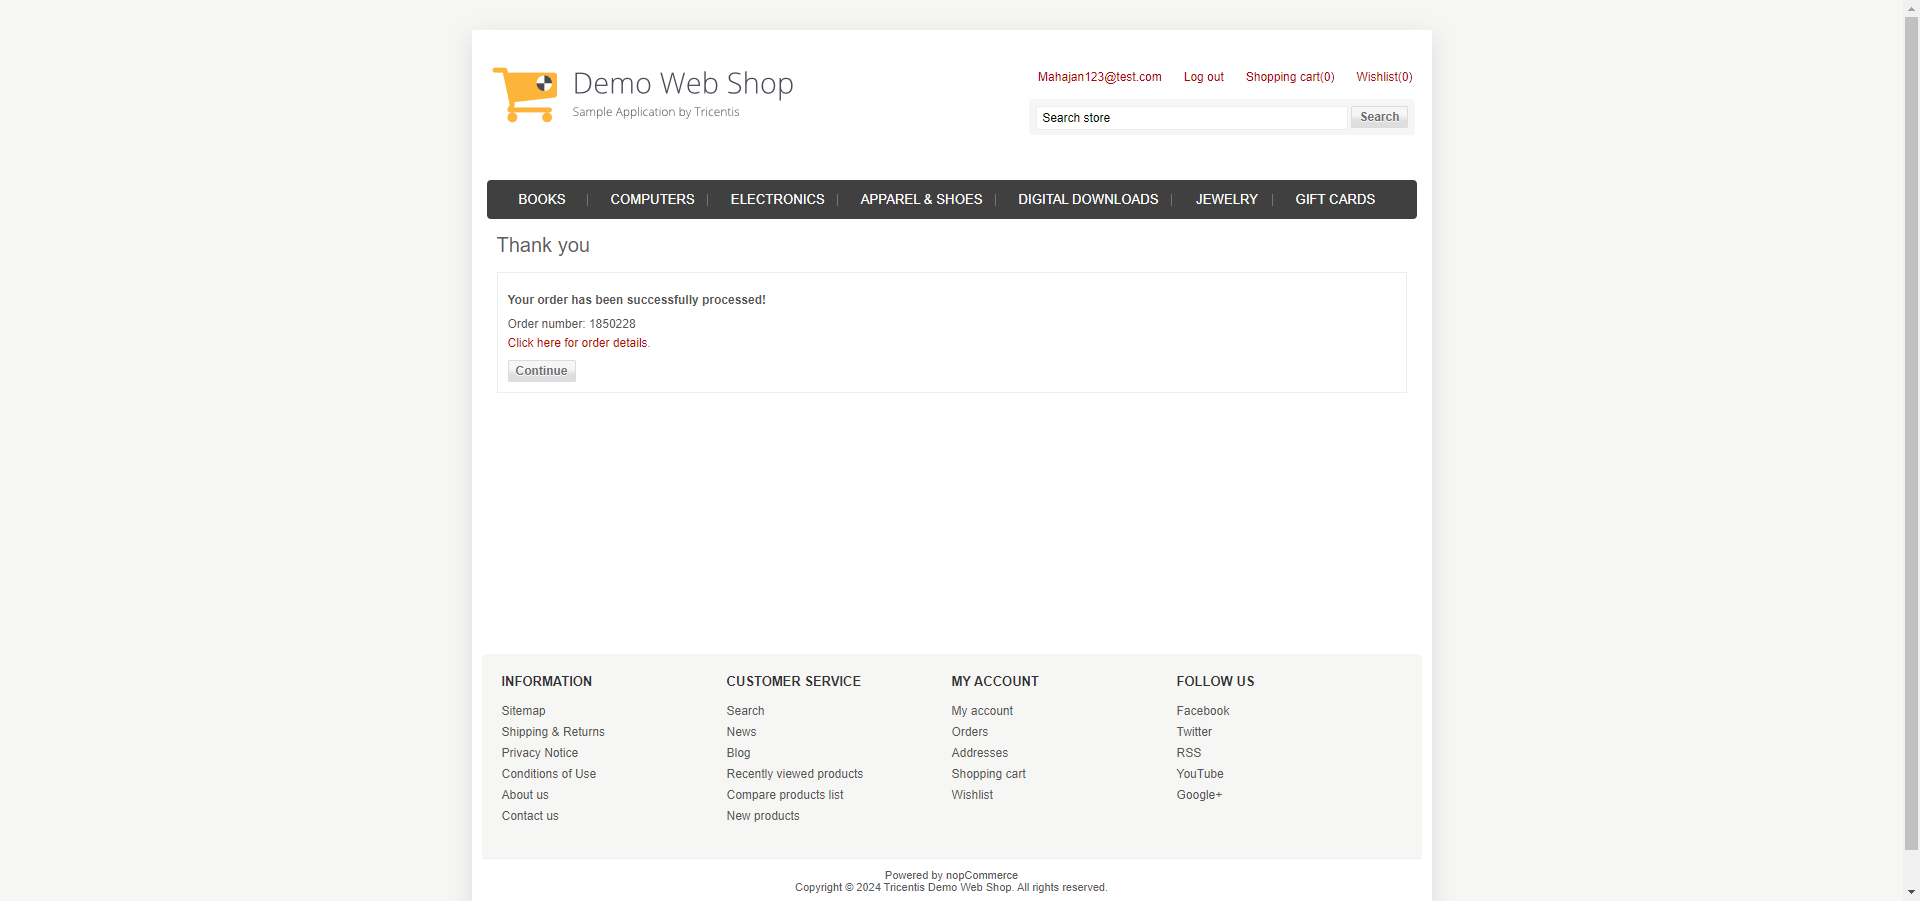 Demo Web Shop
Sample Application by Tricentis
Mahajan123@test.com Log out Shopping cart(0) Wishlist(0)
Search store Search
BOOKS COMPUTERS ELECTRONICS APPAREL & SHOES DIGITAL DOWNLOADS JEWELRY GIFT CARDS
Thank you
Your order has been successfully processed!
Order number: 1850228
Click here for order details.
Continue
INFORMATION
Sitemap
Shipping & Returns
Privacy Notice
Conditions of Use
About us
Contact us
CUSTOMER SERVICE
Search
News
Blog
Recently viewed products
Compare products list
New products
MY ACCOUNT
My account
Orders
Addresses
Shopping cart
Wishlist
FOLLOW US
Facebook
Twitter
RSS
YouTube
Google+
Powered by nopCommerce
Copyright © 2024 Tricentis Demo Web Shop. All rights reserved.